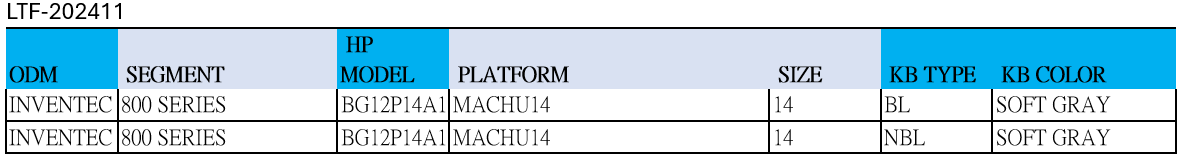 LTF-202411
HP
ODM SEGMENT MODEL PLATFORM SIZE KB TYPE KB COLOR
INVENTEC 800 SERIES BG12P14A1 MACHU14 14 BL SOFT GRAY
INVENTEC 800 SERIES BG12P14A1 MACHU14 14 NBL SOFT GRAY